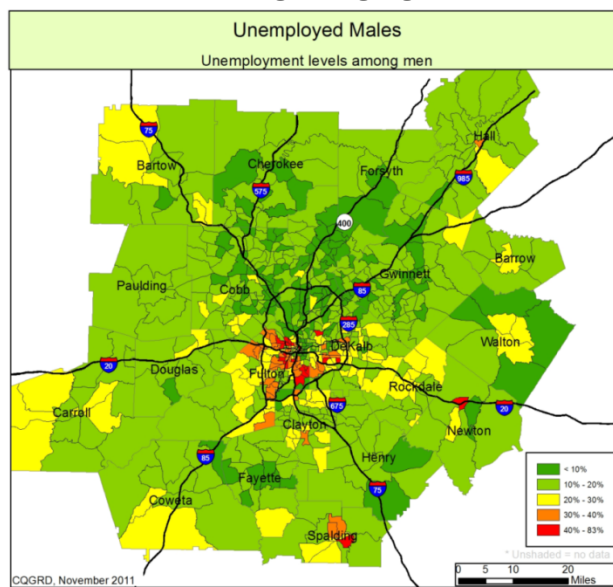 Unemployed Males
Unemployment levels among men
Hall
75
Bartow
Cherokee
Forsyth
575
985
400
Barrow
Gwinnett
Paulding
Cobb
85
285
DeKalb
Walton
20
Douglas
Fulton
Rockdale
Carroll
675
20
Clayton
Newton
85
Henry
Fayette
75
Coweta
Spalding
< 10%
10% - 20%
20% - 30%
30% - 40%
40% - 83%
* Unshaded = no data
CQGRD, November 2011
0 5 10 20
Miles